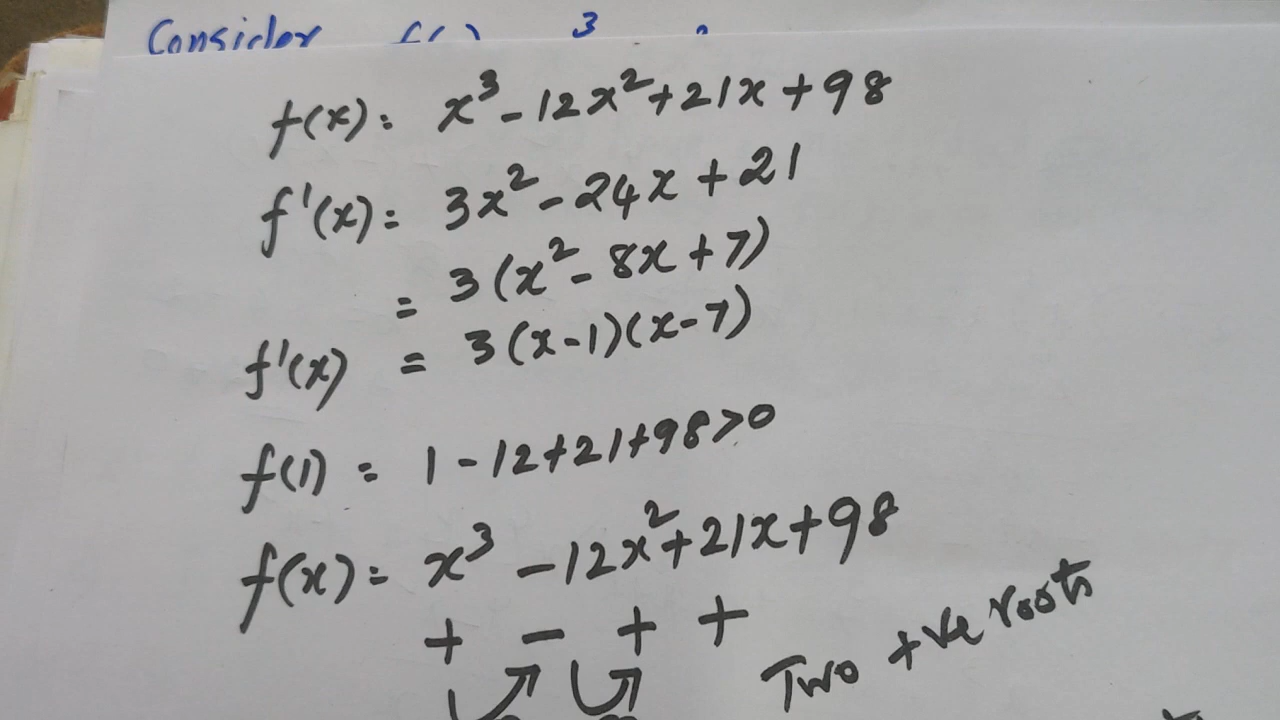 Consider
f(x) = x³ - 12x² + 21x + 98
f'(x) = 3x² - 24x + 21
= 3(x² - 8x + 7)
f'(x) = 3(x-1)(x-7)
f(1) = 1 - 12 + 21 + 98 > 0
f(x) = x³ - 12x² + 21x + 98
+ - + +
Two +ve roots